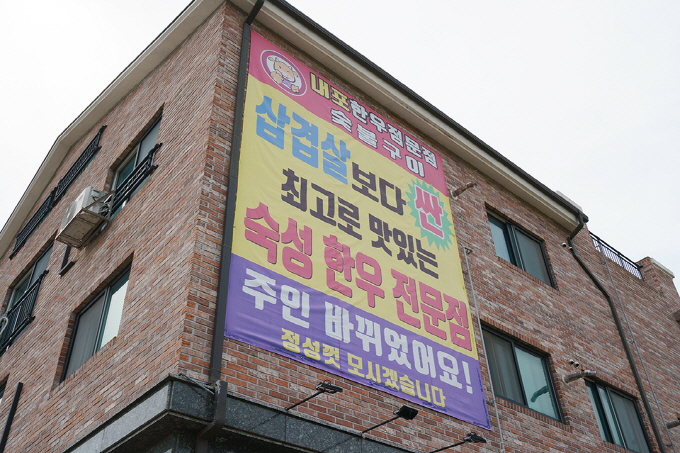 내포한우전문점
숯불구이
삼겹살보다 싼
최고로 맛있는
숙성 한우 전문점
주인 바뀌었어요!
정성껏 모시겠습니다